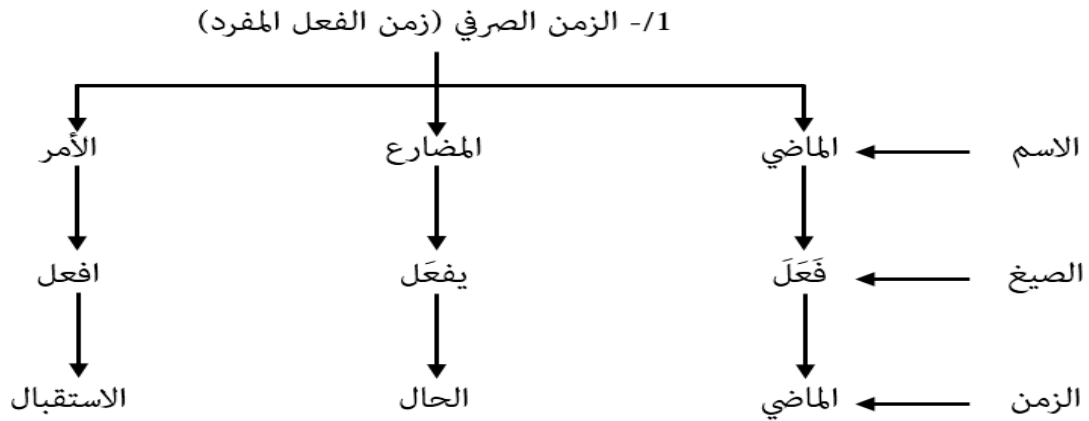 1/- الزمن الصرفي (زمن الفعل المفرد)
الاسم الماضي المضارع الأمر
الصيغ فَعَلَ يفعَل افعل
الزمن الماضي الحال الاستقبال